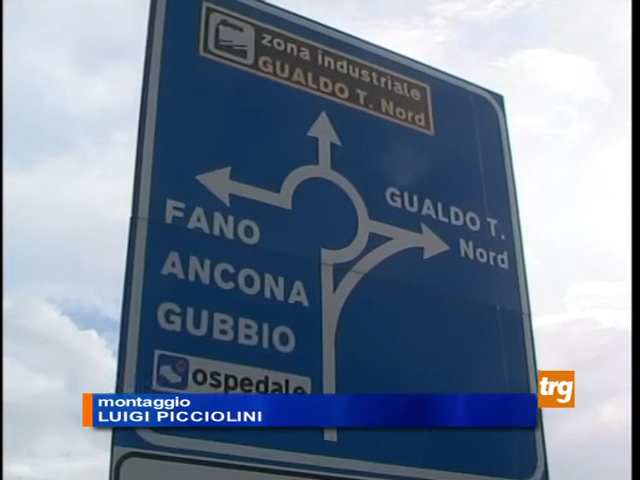 zona industriale
GUALDO T. Nord
GUALDO T.
Nord
FANO
ANCONA
GUBBIO
ospedale
trg
montaggio
LUIGI PICCIOLINI